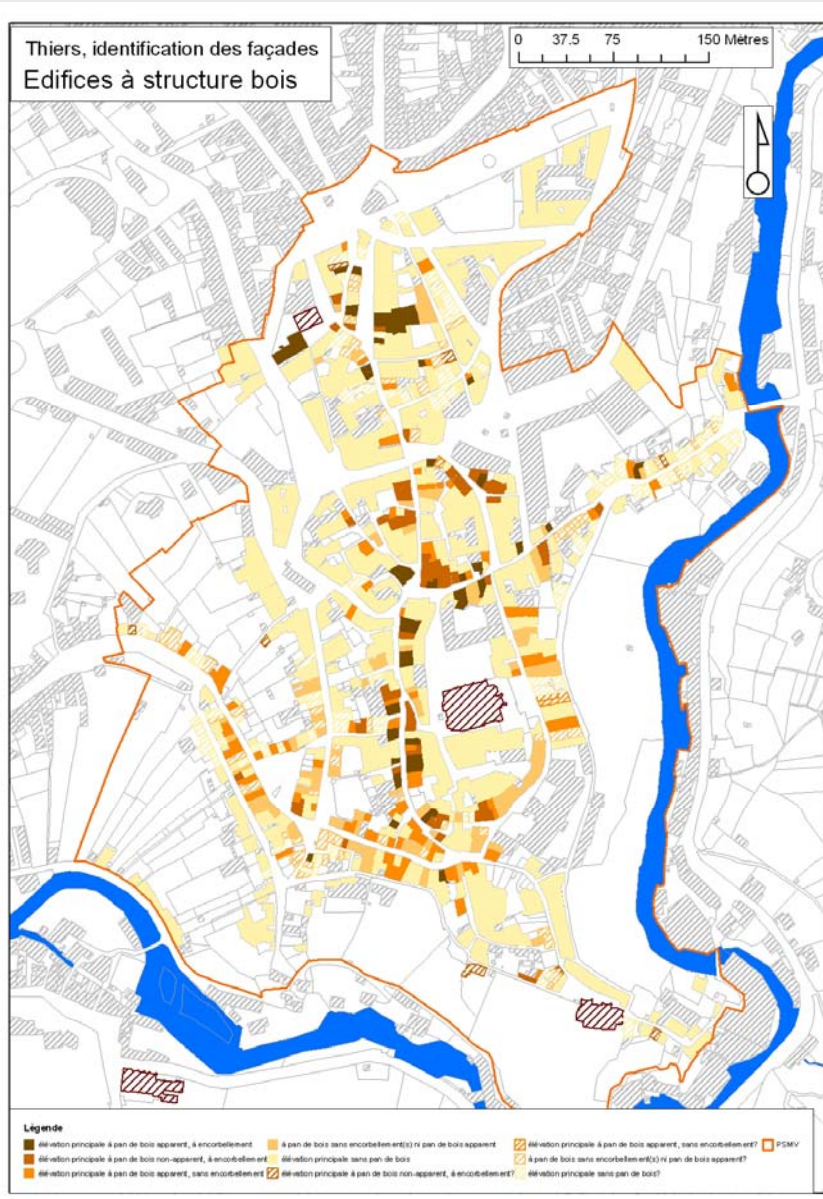 Thiers, identification des façades
Edifices à structure bois
0 37.5 75 150 Mètres
Légende
élévation principale à pan de bois apparent, à encorbellement
élévation principale à pan de bois non-apparent, à encorbellement
élévation principale à pan de bois apparent, sans encorbellement
à pan de bois sans encorbellement(s) ni pan de bois apparent
élévation principale sans pan de bois
élévation principale à pan de bois non-apparent, à encorbellement?
élévation principale à pan de bois apparent, sans encorbellement?
à pan de bois sans encorbellement(s) ni pan de bois apparent?
élévation principale sans pan de bois?
PSMV